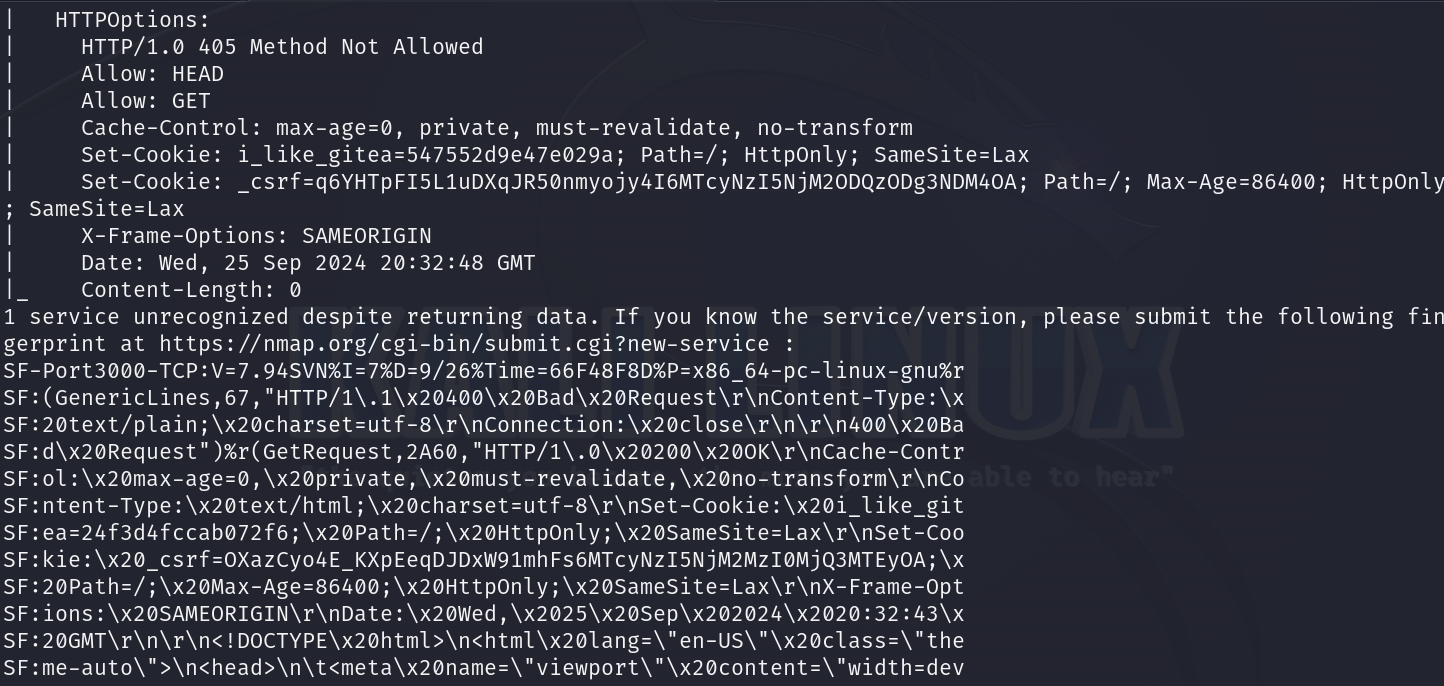 |   HTTPOptions:
|     HTTP/1.0 405 Method Not Allowed
|     Allow: HEAD
|     Allow: GET
|     Cache-Control: max-age=0, private, must-revalidate, no-transform
|     Set-Cookie: i_like_gitea=547552d9e47e029a; Path=/; HttpOnly; SameSite=Lax
|     Set-Cookie: _csrf=q6YHTpFI5L1uDXqJR50nmyojy4I6MTcyNzI5NjM2ODQzODg3NDM4OA; Path=/; Max-Age=86400; HttpOnly
; SameSite=Lax
|     X-Frame-Options: SAMEORIGIN
|     Date: Wed, 25 Sep 2024 20:32:48 GMT
|_    Content-Length: 0
1 service unrecognized despite returning data. If you know the service/version, please submit the following fin
gerprint at https://nmap.org/cgi-bin/submit.cgi?new-service :
SF-Port3000-TCP:V=7.94SVN%I=7%D=9/26%Time=66F48F8D%P=x86_64-pc-linux-gnu%r
SF:(GenericLines,67,"HTTP/1\.1\x20400\x20Bad\x20Request\r\nContent-Type:\x
SF:20text/plain;\x20charset=utf-8\r\nConnection:\x20close\r\n\r\n400\x20Ba
SF:d\x20Request")%r(GetRequest,2A60,"HTTP/1\.0\x20200\x20OK\r\nCache-Contr
SF:ol:\x20max-age=0,\x20private,\x20must-revalidate,\x20no-transform\r\nCo
SF:ntent-Type:\x20text/html;\x20charset=utf-8\r\nSet-Cookie:\x20i_like_git
SF:ea=24f3d4fccab072f6;\x20Path=/;\x20HttpOnly;\x20SameSite=Lax\r\nSet-Coo
SF:kie:\x20_csrf=OXazCyo4E_KXpEeqDJDxW91mhFs6MTcyNzI5NjM2MzI0MjQ3MTEyOA;\x
SF:20Path=/;\x20Max-Age=86400;\x20HttpOnly;\x20SameSite=Lax\r\nX-Frame-Opt
SF:ions:\x20SAMEORIGIN\r\nDate:\x20Wed,\x2025\x20Sep\x202024\x2020:32:43\x
SF:20GMT\r\n\r\n<!DOCTYPE\x20html>\n<html\x20lang=\"en-US\"\x20class=\"the
SF:me-auto\">\n<head>\n\t<meta\x20name=\"viewport\"\x20content=\"width=dev
KALI LINUX
able to hear"